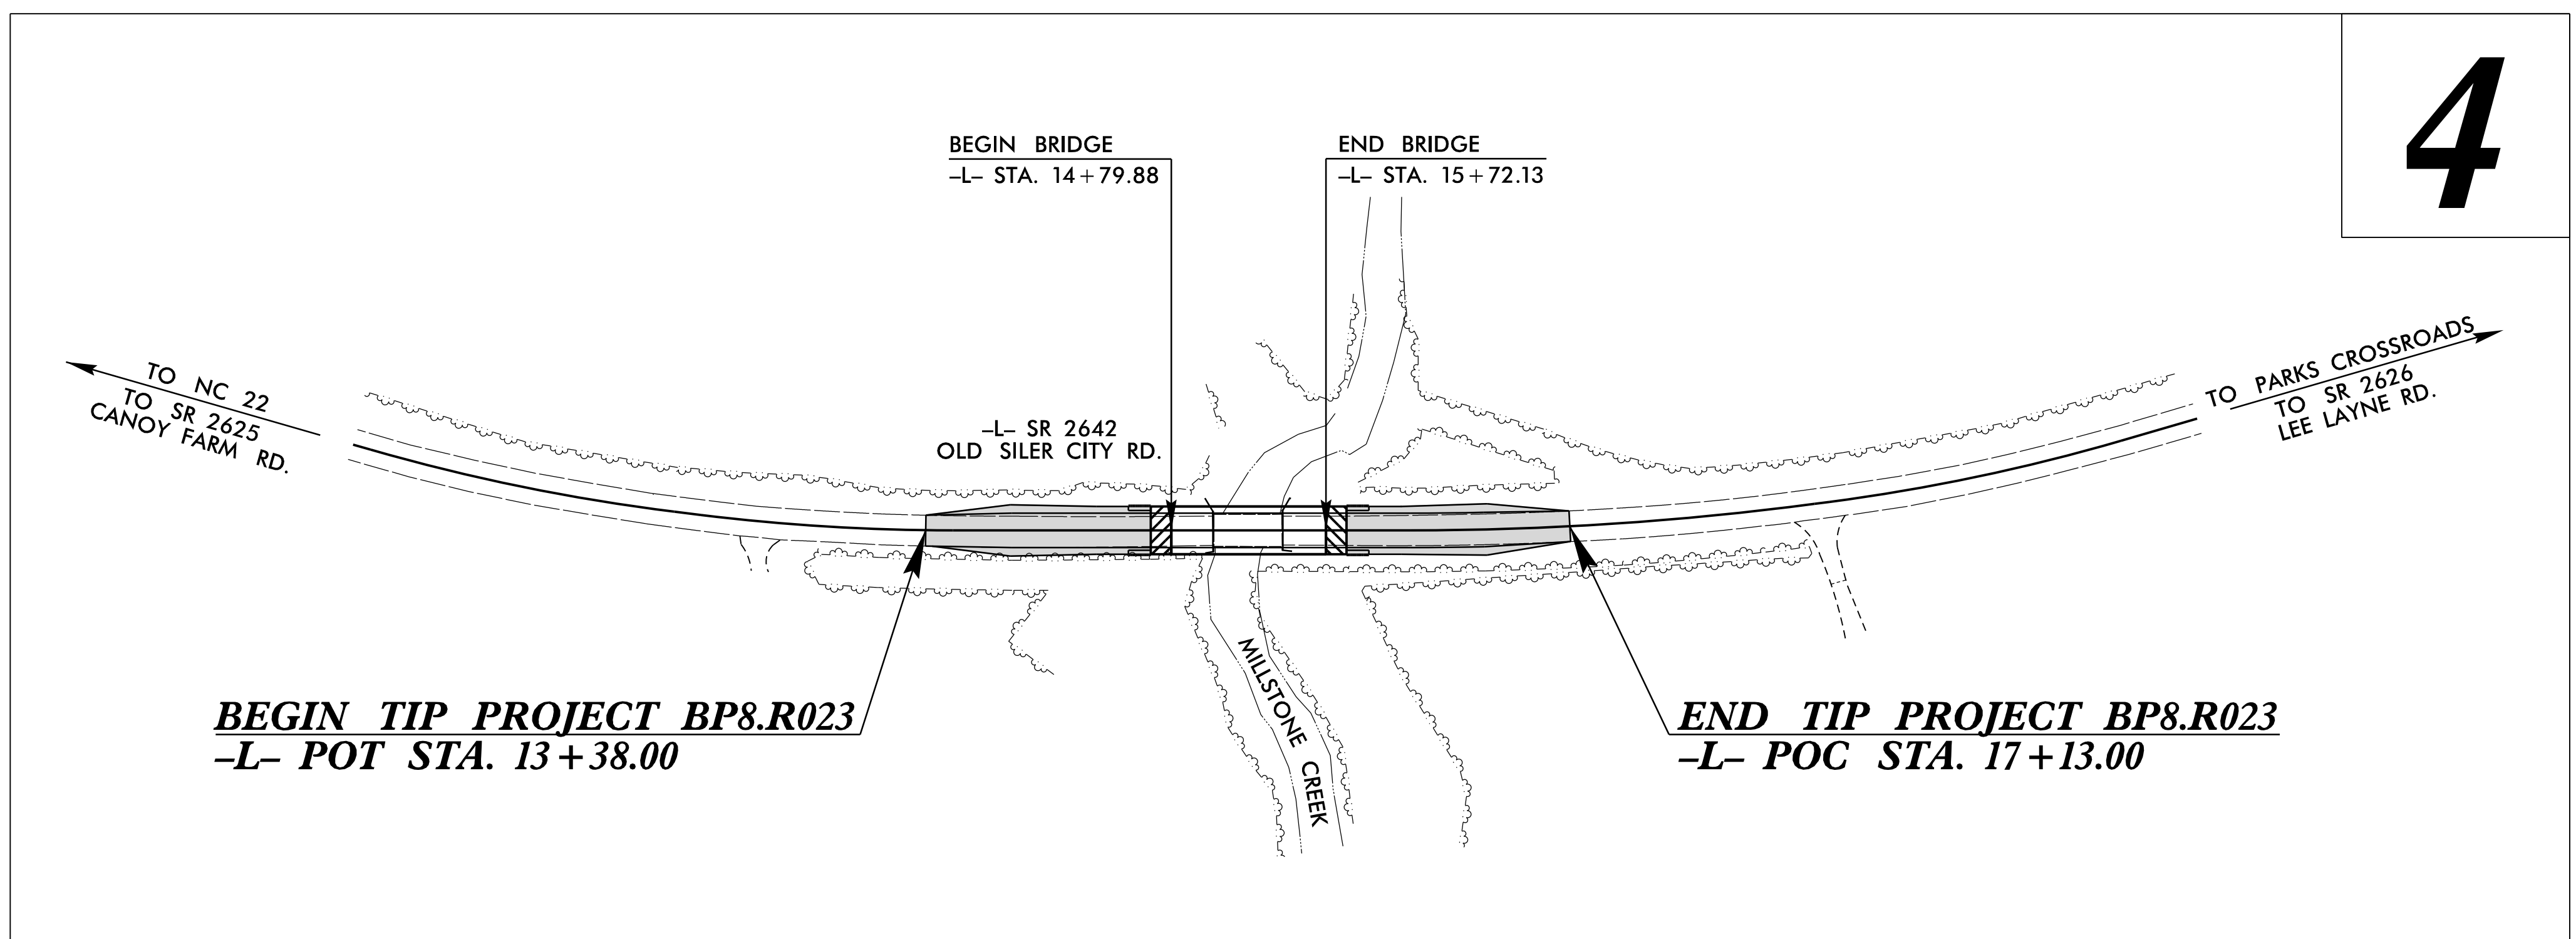 4
BEGIN BRIDGE
–L– STA. 14+79.88
END BRIDGE
–L– STA. 15+72.13
TO NC 22
TO SR 2625
CANOY FARM RD.
–L– SR 2642
OLD SILER CITY RD.
TO PARKS CROSSROADS
TO SR 2626
LEE LAYNE RD.
MILLSTONE CREEK
BEGIN TIP PROJECT BP8.R023
–L– POT STA. 13+38.00
END TIP PROJECT BP8.R023
–L– POC STA. 17+13.00